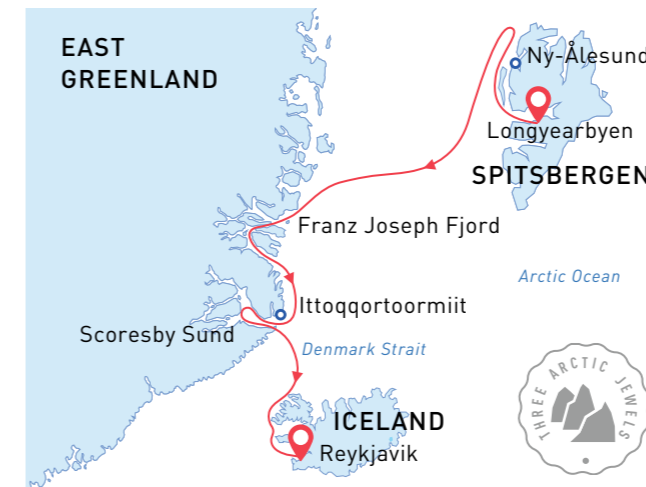 EAST
GREENLAND
Ny-Ålesund
Longyearbyen
SPITSBERGEN
Franz Joseph Fjord
Arctic Ocean
Ittoqqortoormiit
Scoresby Sund
Denmark Strait
THREE ARCTIC JEWELS
ICELAND
Reykjavik